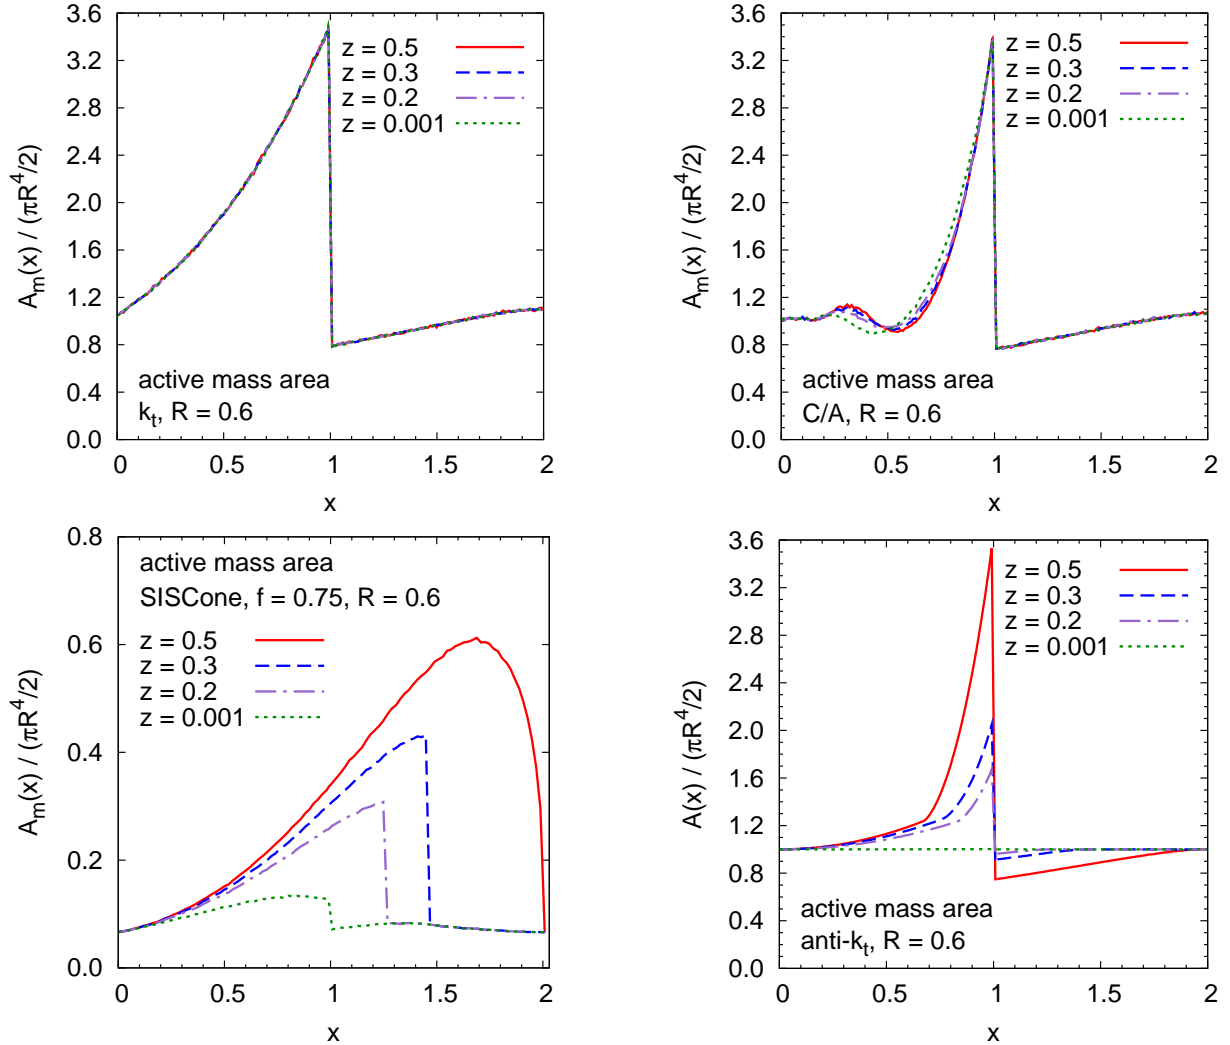 A_m(x) / (πR^4/2)
3.6
3.2
2.8
2.4
2.0
1.6
1.2
0.8
0.4
0.0
z = 0.5
z = 0.3
z = 0.2
z = 0.001
active mass area
k_t, R = 0.6
0 0.5 1 1.5 2
x
A_m(x) / (πR^4/2)
3.6
3.2
2.8
2.4
2.0
1.6
1.2
0.8
0.4
0.0
z = 0.5
z = 0.3
z = 0.2
z = 0.001
active mass area
C/A, R = 0.6
0 0.5 1 1.5 2
x
A_m(x) / (πR^4/2)
0.8
0.6
0.4
0.2
0.0
active mass area
SISCone, f = 0.75, R = 0.6
z = 0.5
z = 0.3
z = 0.2
z = 0.001
0 0.5 1 1.5 2
x
A(x) / (πR^4/2)
3.6
3.2
2.8
2.4
2.0
1.6
1.2
0.8
0.4
0.0
z = 0.5
z = 0.3
z = 0.2
z = 0.001
active mass area
anti-k_t, R = 0.6
0 0.5 1 1.5 2
x